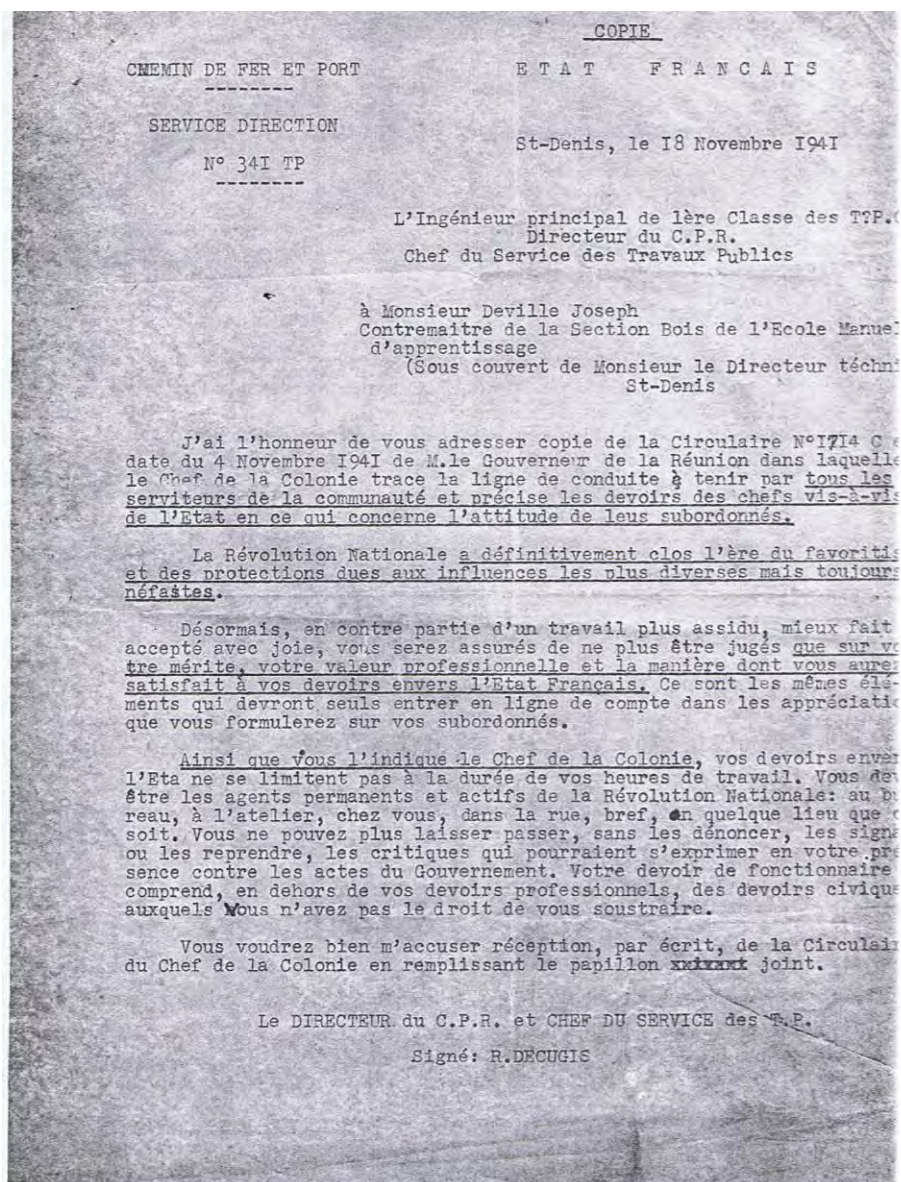 COPIE
CHEMIN DE FER ET PORT
ETAT FRANCAIS
SERVICE DIRECTION
St-Denis, le I8 Novembre I94I
N° 34I TP
L'Ingénieur principal de 1ère Classe des T?P.C
Directeur du C.P.R.
Chef du Service des Travaux Publics
à Monsieur Deville Joseph
Contremaitre de la Section Bois de l'Ecole Manuel
d'apprentissage
(Sous couvert de Monsieur le Directeur téchni
St-Denis
J'ai l'honneur de vous adresser copie de la Circulaire N°I7I4 C e
date du 4 Novembre I94I de M.le Gouverneur de la Réunion dans laquelle
le Chef de la Colonie trace la ligne de conduite à tenir par tous les
serviteurs de la communauté et précise les devoirs des chefs vis-à-vis
de l'Etat en ce qui concerne l'attitude de leus subordonnés.
La Révolution Nationale a définitivement clos l'ère du favoritis
et des protections dues aux influences les plus diverses mais toujours
néfastes.
Désormais, en contre partie d'un travail plus assidu, mieux fait
accepté avec joie, vous serez assurés de ne plus être jugés que sur vo
tre mérite, votre valeur professionnelle et la manière dont vous aure
satisfait à vos devoirs envers l'Etat Français. Ce sont les mêmes élé-
ments qui devront seuls entrer en ligne de compte dans les appréciatio
que vous formulerez sur vos subordonnés.
Ainsi que vous l'indique le Chef de la Colonie, vos devoirs enver
l'Eta ne se limitent pas à la durée de vos heures de travail. Vous dev
être les agents permanents et actifs de la Révolution Nationale: au bu
reau, à l'atelier, chez vous, dans la rue, bref, en quelque lieu que c
soit. Vous ne pouvez plus laisser passer, sans les dénoncer, les signa
ou les reprendre, les critiques qui pourraient s'exprimer en votre pré
sence contre les actes du Gouvernement. Votre devoir de fonctionnaire
comprend, en dehors de vos devoirs professionnels, des devoirs civique
auxquels Vous n'avez pas le droit de vous soustraire.
Vous voudrez bien m'accuser réception, par écrit, de la Circulai
du Chef de la Colonie en remplissant le papillon joint.
Le DIRECTEUR du C.P.R. et CHEF DU SERVICE des T.P.
Signé: R.DECUGIS